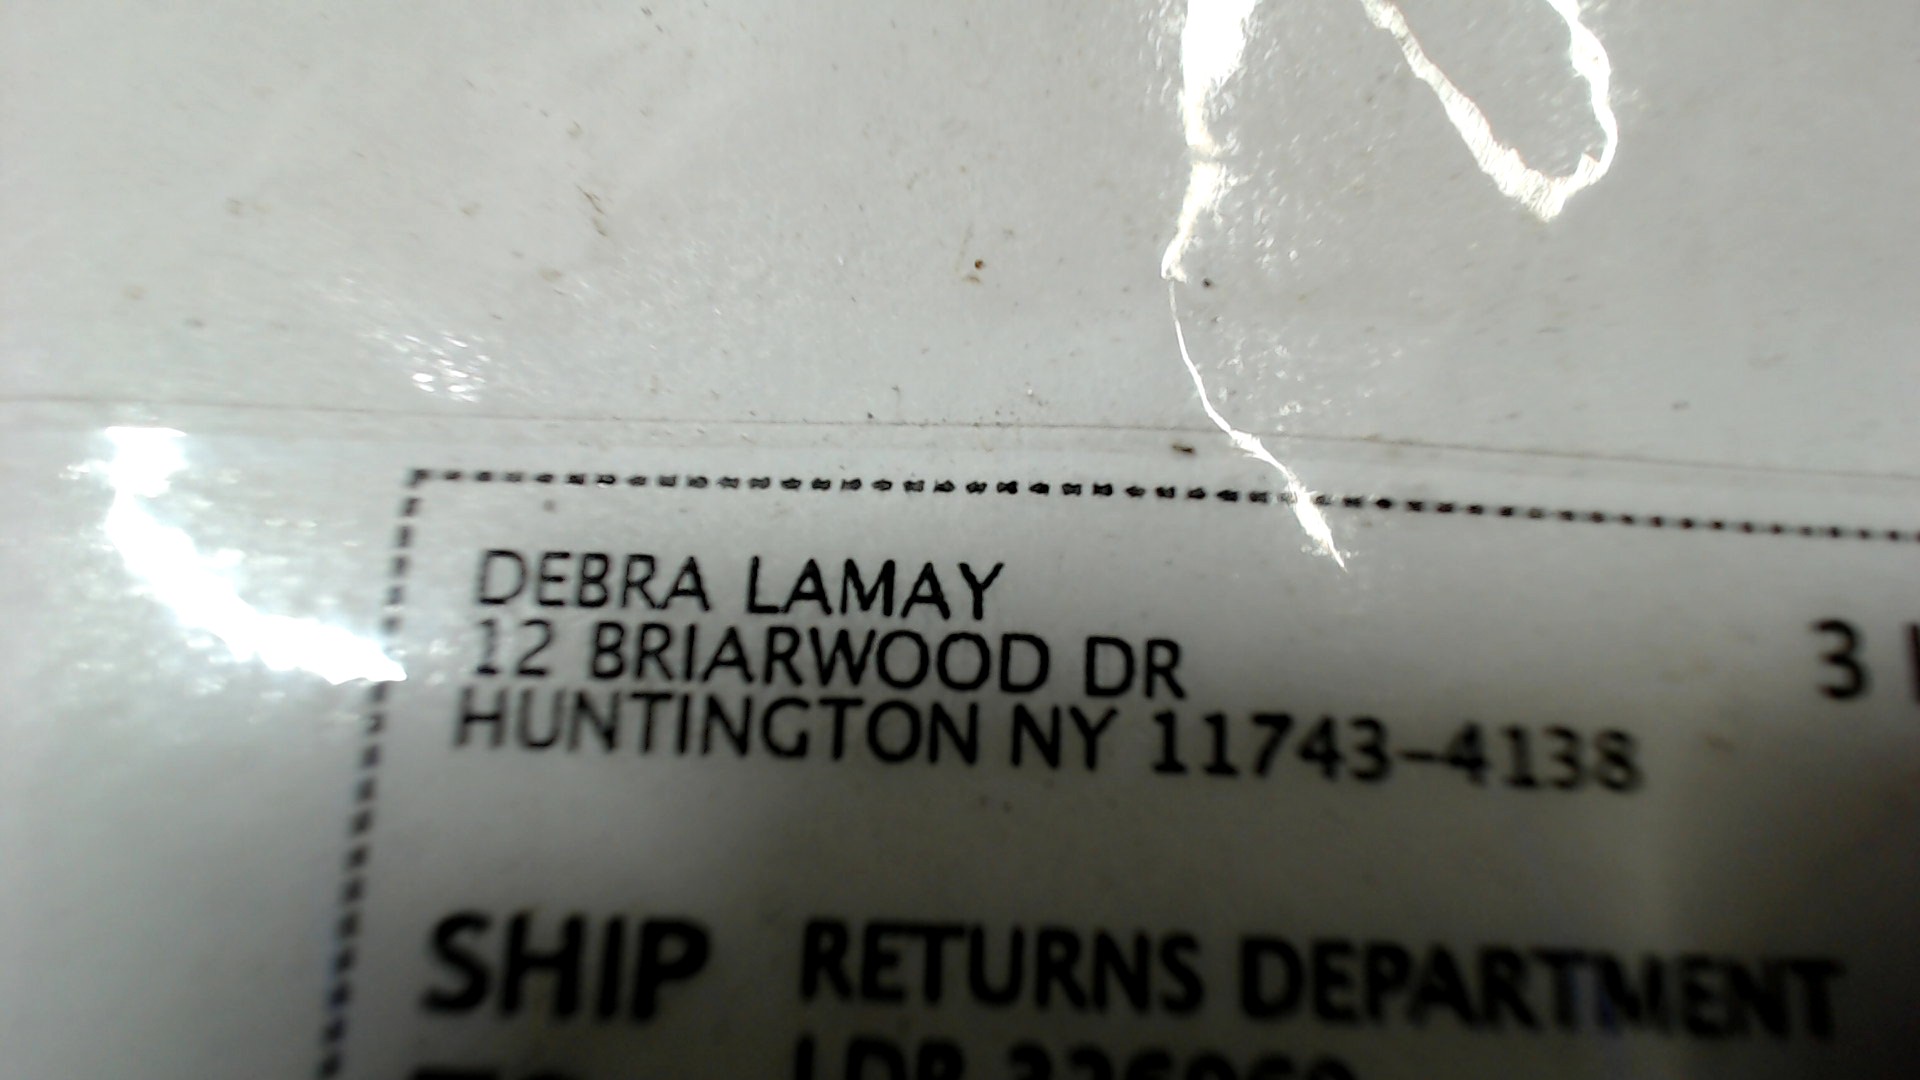 DEBRA LAMAY
12 BRIARWOOD DR
HUNTINGTON NY 11743-4138
3
SHIP RETURNS DEPARTMENT